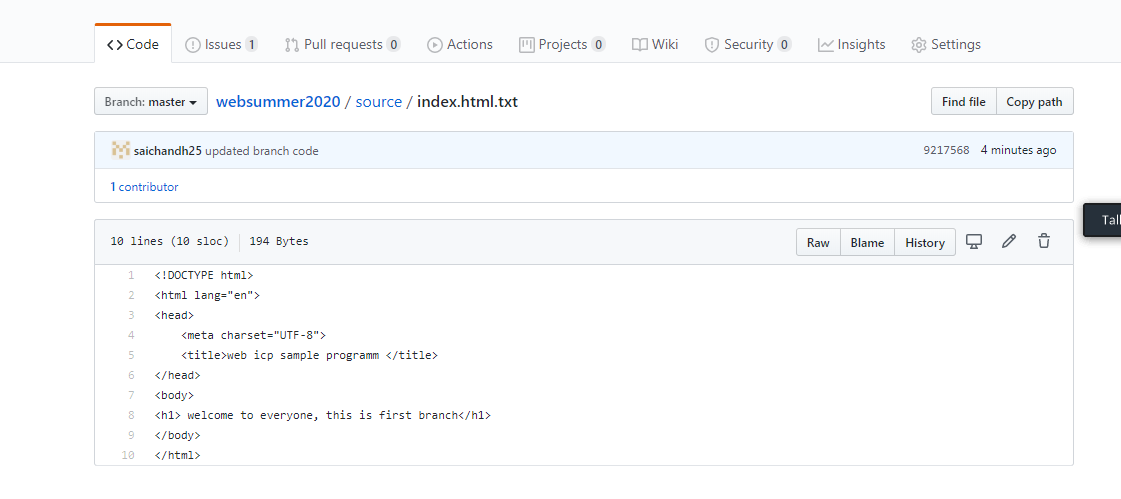 Code Issues 1 Pull requests 0 Actions Projects 0 Wiki Security 0 Insights Settings
Branch: master websummer2020 / source / index.html.txt Find file Copy path
saichandh25 updated branch code 9217568 4 minutes ago
1 contributor
10 lines (10 sloc) 194 Bytes Raw Blame History
1 <!DOCTYPE html>
2 <html lang="en">
3 <head>
4     <meta charset="UTF-8">
5     <title>web icp sample programm </title>
6 </head>
7 <body>
8 <h1> welcome to everyone, this is first branch</h1>
9 </body>
10 </html>